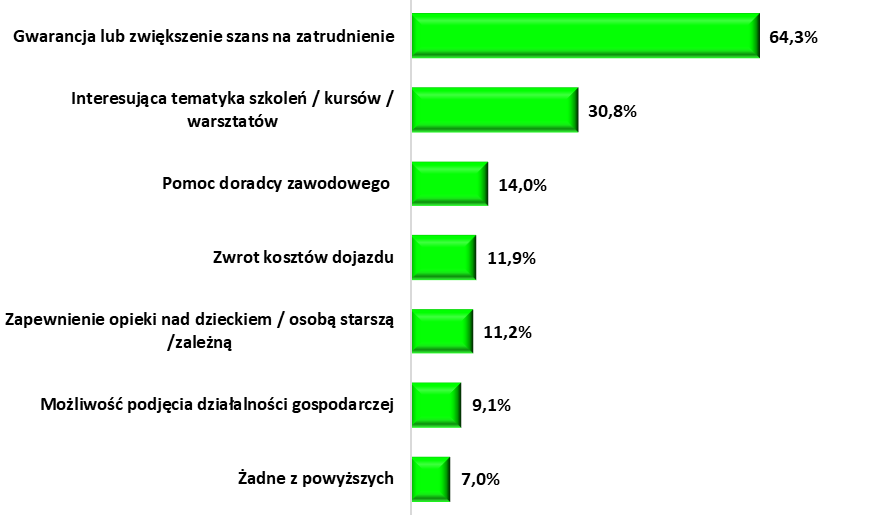 Gwarancja lub zwiększenie szans na zatrudnienie 64,3%
Interesująca tematyka szkoleń / kursów /
warsztatów 30,8%
Pomoc doradcy zawodowego 14,0%
Zwrot kosztów dojazdu 11,9%
Zapewnienie opieki nad dzieckiem / osobą starszą
/zależną 11,2%
Możliwość podjęcia działalności gospodarczej 9,1%
Żadne z powyższych 7,0%